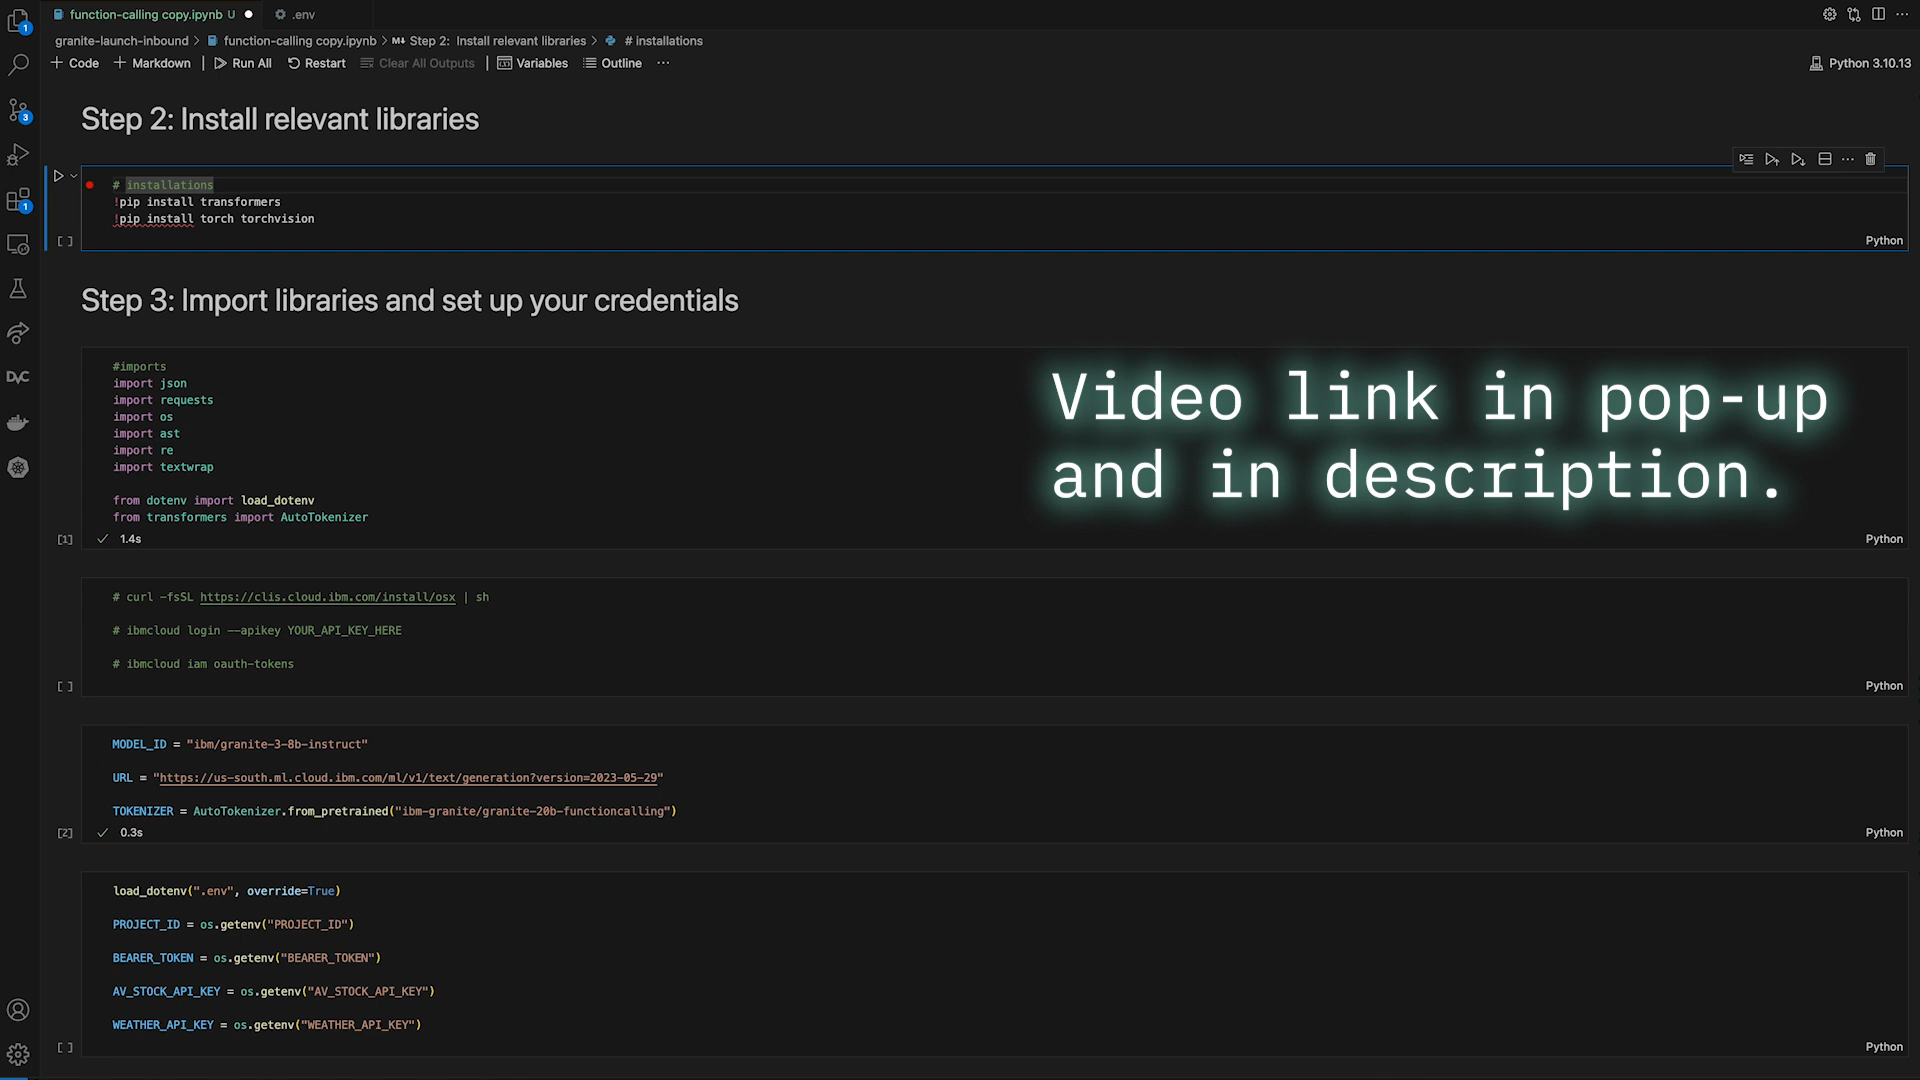 function-calling copy.ipynb U
.env
granite-launch-inbound > function-calling copy.ipynb > M↓ Step 2: Install relevant libraries > # installations
+ Code + Markdown | Run All Restart Clear All Outputs | Variables Outline ···
Python 3.10.13
1
3
1
DVC
Step 2: Install relevant libraries
# installations
!pip install transformers
!pip install torch torchvision
[ ]
Python
Step 3: Import libraries and set up your credentials
#imports
import json
import requests
import os
import ast
import re
import textwrap
from dotenv import load_dotenv
from transformers import AutoTokenizer
[1]
1.4s
Python
Video link in pop-up
and in description.
# curl -fsSL https://clis.cloud.ibm.com/install/osx | sh
# ibmcloud login --apikey YOUR_API_KEY_HERE
# ibmcloud iam oauth-tokens
[ ]
Python
MODEL_ID = "ibm/granite-3-8b-instruct"
URL = "https://us-south.ml.cloud.ibm.com/ml/v1/text/generation?version=2023-05-29"
TOKENIZER = AutoTokenizer.from_pretrained("ibm-granite/granite-20b-functioncalling")
[2]
0.3s
Python
load_dotenv(".env", override=True)
PROJECT_ID = os.getenv("PROJECT_ID")
BEARER_TOKEN = os.getenv("BEARER_TOKEN")
AV_STOCK_API_KEY = os.getenv("AV_STOCK_API_KEY")
WEATHER_API_KEY = os.getenv("WEATHER_API_KEY")
[ ]
Python